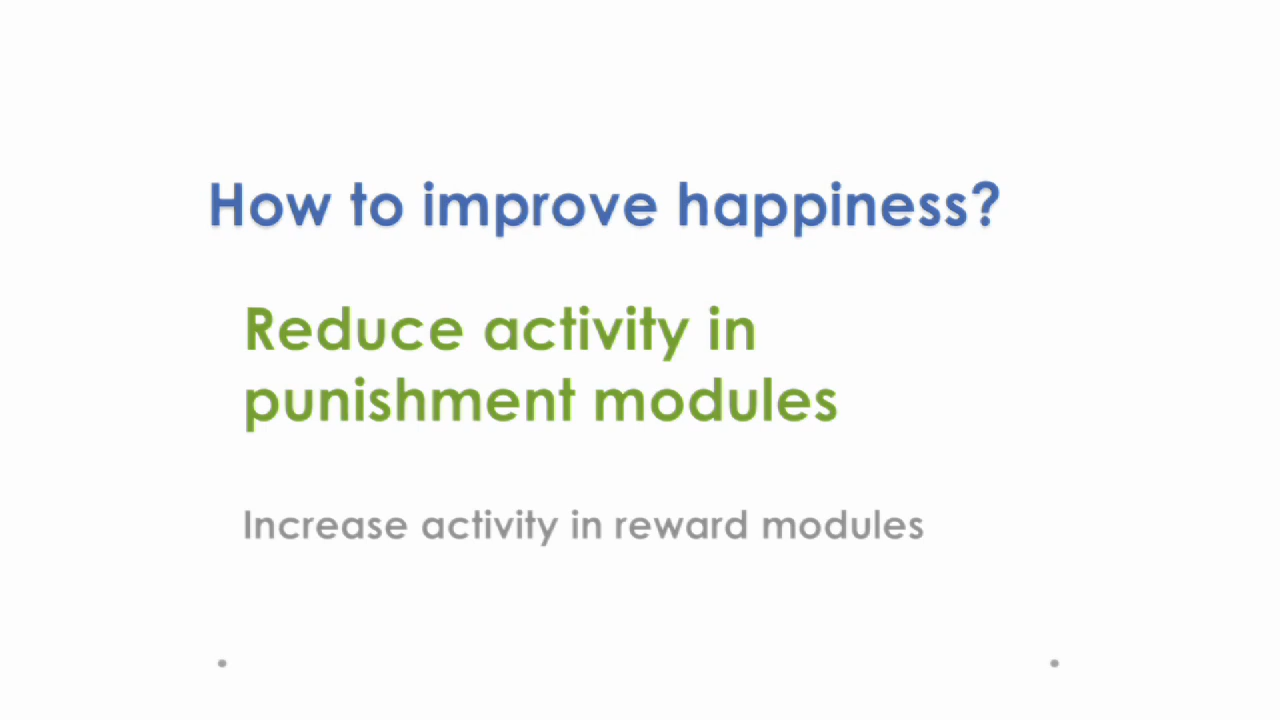 How to improve happiness?
Reduce activity in
punishment modules
Increase activity in reward modules